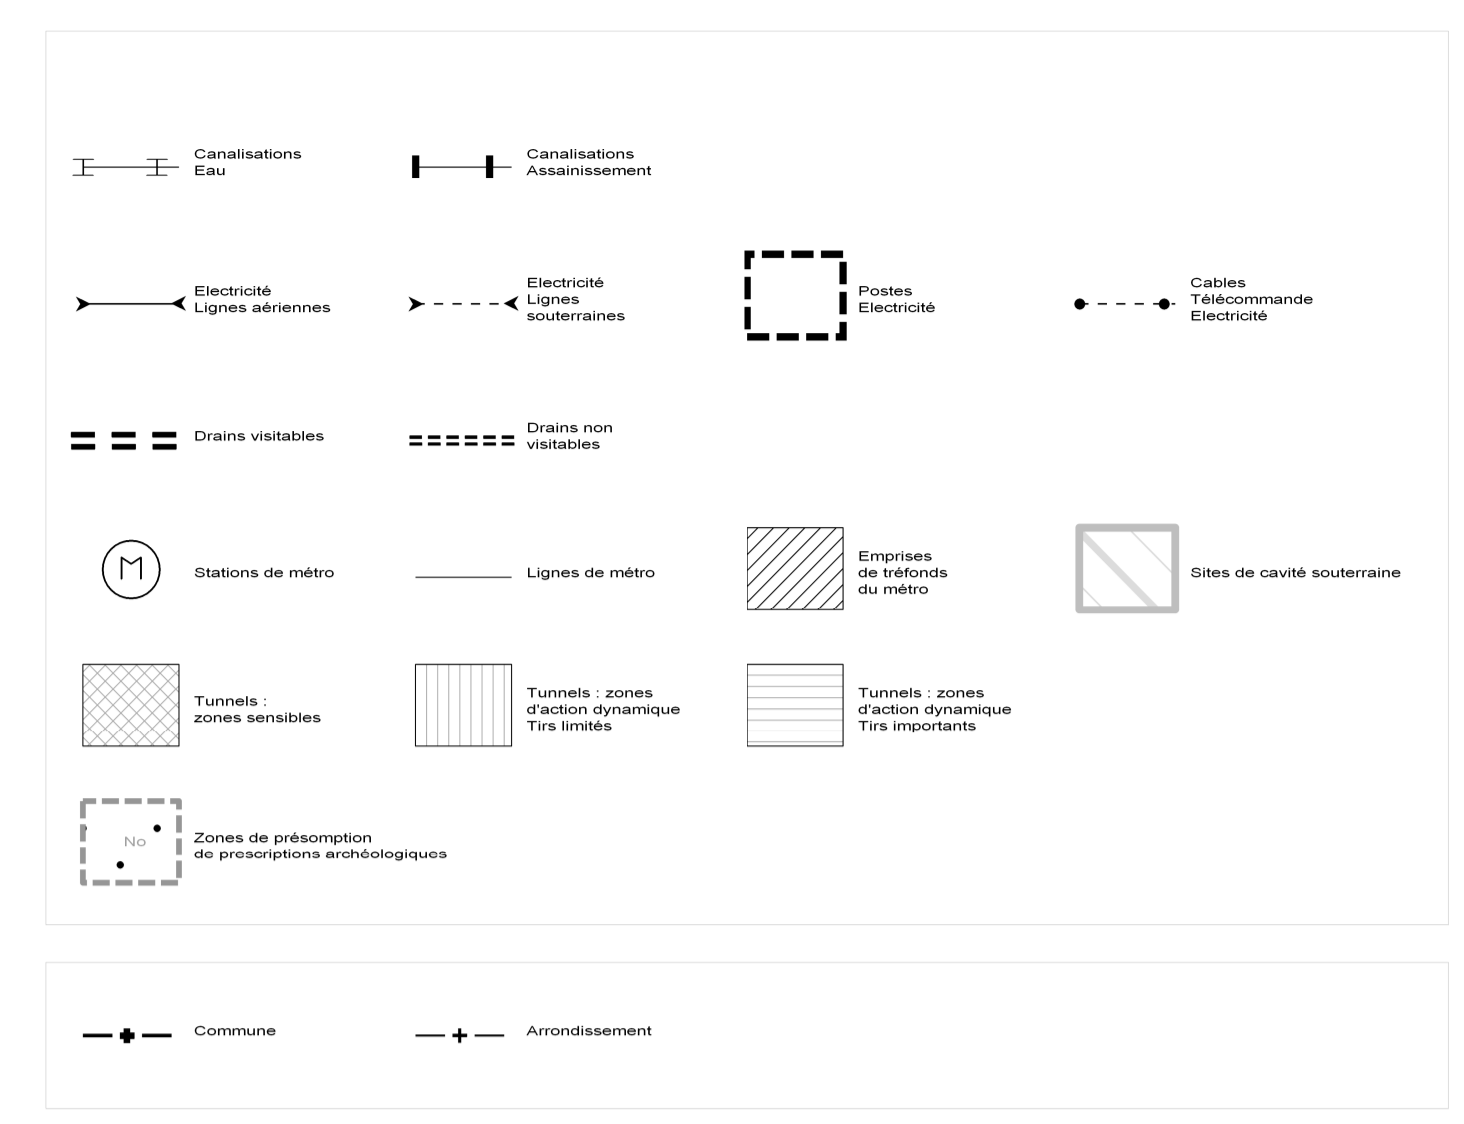 Canalisations
Eau
Canalisations
Assainissement
Electricité
Lignes aériennes
Electricité
Lignes
souterraines
Postes
Electricité
Cables
Télécommande
Electricité
Drains visitables
Drains non
visitables
M
Stations de métro
Lignes de métro
Emprises
de tréfonds
du métro
Sites de cavité souterraine
Tunnels :
zones sensibles
Tunnels : zones
d'action dynamique
Tirs limités
Tunnels : zones
d'action dynamique
Tirs importants
No
Zones de présomption
de prescriptions archéologiques
Commune
Arrondissement